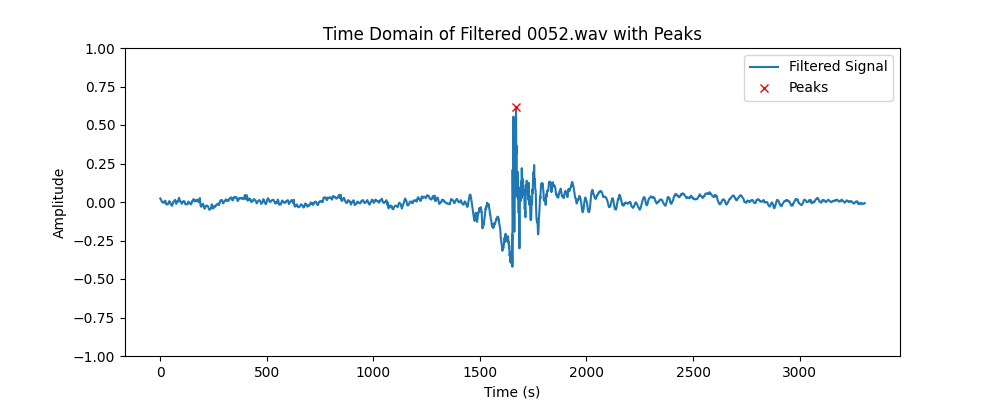 Time Domain of Filtered 0052.wav with Peaks
1.00
0.75
0.50
0.25
0.00
−0.25
−0.50
−0.75
−1.00
Amplitude
Filtered Signal
Peaks
0 500 1000 1500 2000 2500 3000
Time (s)